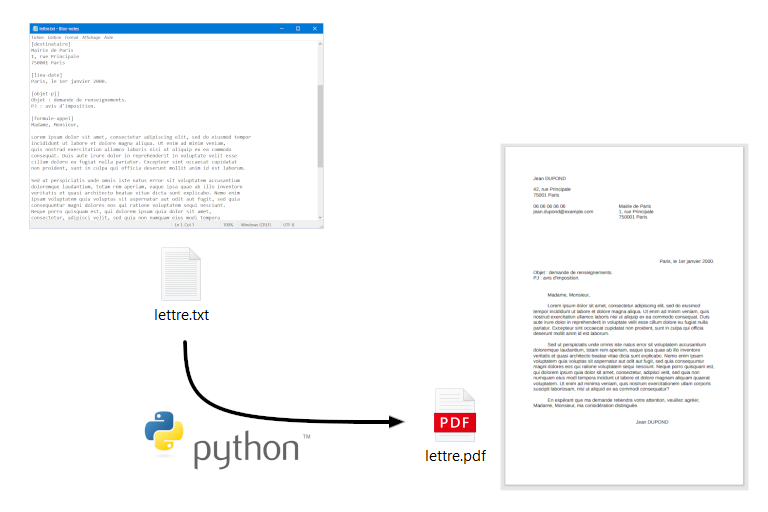 lettre.txt - Bloc-notes
Fichier Edition Format Affichage Aide
[destinataire]
Mairie de Paris
1, rue Principale
750001 Paris
[lieu-date]
Paris, le 1er janvier 2000.
[objet-pj]
Objet : demande de renseignements.
PJ : avis d'imposition.
[formule-appel]
Madame, Monsieur,
Lorem ipsum dolor sit amet, consectetur adipiscing elit, sed do eiusmod tempor
incididunt ut labore et dolore magna aliqua. Ut enim ad minim veniam,
quis nostrud exercitation ullamco laboris nisi ut aliquip ex ea commodo
consequat. Duis aute irure dolor in reprehenderit in voluptate velit esse
cillum dolore eu fugiat nulla pariatur. Excepteur sint occaecat cupidatat
non proident, sunt in culpa qui officia deserunt mollit anim id est laborum.
Sed ut perspiciatis unde omnis iste natus error sit voluptatem accusantium
doloremque laudantium, totam rem aperiam, eaque ipsa quae ab illo inventore
veritatis et quasi architecto beatae vitae dicta sunt explicabo. Nemo enim
ipsam voluptatem quia voluptas sit aspernatur aut odit aut fugit, sed quia
consequuntur magni dolores eos qui ratione voluptatem sequi nesciunt.
Neque porro quisquam est, qui dolorem ipsum quia dolor sit amet,
consectetur, adipisci velit, sed quia non numquam eius modi tempora
Ln 1, Col 1 100% Windows (CRLF) UTF-8
lettre.txt
python™
PDF
lettre.pdf
Jean DUPOND
42, rue Principale
75001 Paris
06 06 06 06 06
jean.dupond@example.com
Mairie de Paris
1, rue Principale
750001 Paris
Paris, le 1er janvier 2000.
Objet : demande de renseignements.
PJ : avis d'imposition.
Madame, Monsieur,
Lorem ipsum dolor sit amet, consectetur adipiscing elit, sed do eiusmod
tempor incididunt ut labore et dolore magna aliqua. Ut enim ad minim veniam, quis
nostrud exercitation ullamco laboris nisi ut aliquip ex ea commodo consequat. Duis
aute irure dolor in reprehenderit in voluptate velit esse cillum dolore eu fugiat nulla
pariatur. Excepteur sint occaecat cupidatat non proident, sunt in culpa qui officia
deserunt mollit anim id est laborum.
Sed ut perspiciatis unde omnis iste natus error sit voluptatem accusantium
doloremque laudantium, totam rem aperiam, eaque ipsa quae ab illo inventore
veritatis et quasi architecto beatae vitae dicta sunt explicabo. Nemo enim ipsam
voluptatem quia voluptas sit aspernatur aut odit aut fugit, sed quia consequuntur
magni dolores eos qui ratione voluptatem sequi nesciunt. Neque porro quisquam est,
qui dolorem ipsum quia dolor sit amet, consectetur, adipisci velit, sed quia non
numquam eius modi tempora incidunt ut labore et dolore magnam aliquam quaerat
voluptatem. Ut enim ad minima veniam, quis nostrum exercitationem ullam corporis
suscipit laboriosam, nisi ut aliquid ex ea commodi consequatur?
En espérant que ma demande retiendra votre attention, veuillez agréer,
Madame, Monsieur, ma considération distinguée.
Jean DUPOND